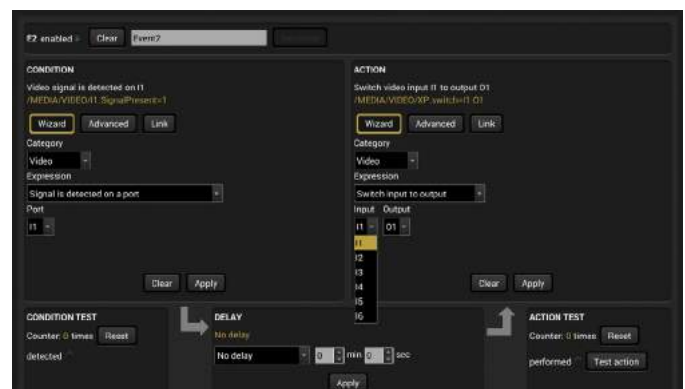 E2 enabled Clear Event2
CONDITION
Video signal is detected on I1
/MEDIA/VIDEO/I1.SignalPresent=1
Wizard Advanced Link
Category
Video
Expression
Signal is detected on a port
Port
I1
Clear Apply
ACTION
Switch video input I1 to output O1
/MEDIA/VIDEO/XP.switch=I1:O1
Wizard Advanced Link
Category
Video
Expression
Switch input to output
Input Output
I1 O1
I1
I2
I3
I4
I5
I6
Clear Apply
CONDITION TEST
Counter: 0 times Reset
detected
DELAY
No delay
No delay 0 min 0 sec
Apply
ACTION TEST
Counter: 0 times Reset
performed Test action